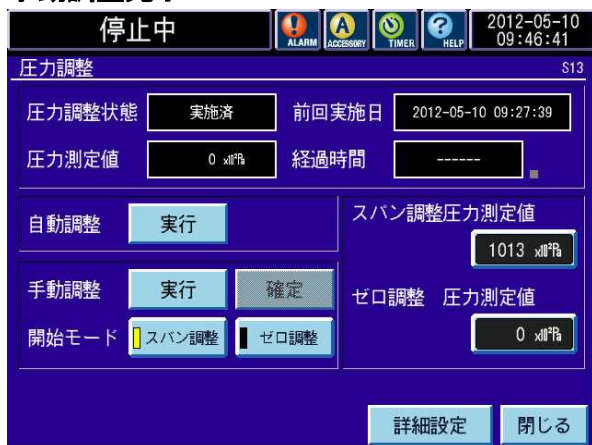 停止中 ALARM ACCESSORY TIMER HELP 2012-05-10 09:46:41
圧力調整 S13
圧力調整状態 実施済 前回実施日 2012-05-10 09:27:39
圧力測定値 0 x10²Pa 経過時間 ------
自動調整 実行
スパン調整圧力測定値
1013 x10²Pa
手動調整 実行 確定
ゼロ調整 圧力測定値
開始モード スパン調整 ゼロ調整
0 x10²Pa
詳細設定 閉じる